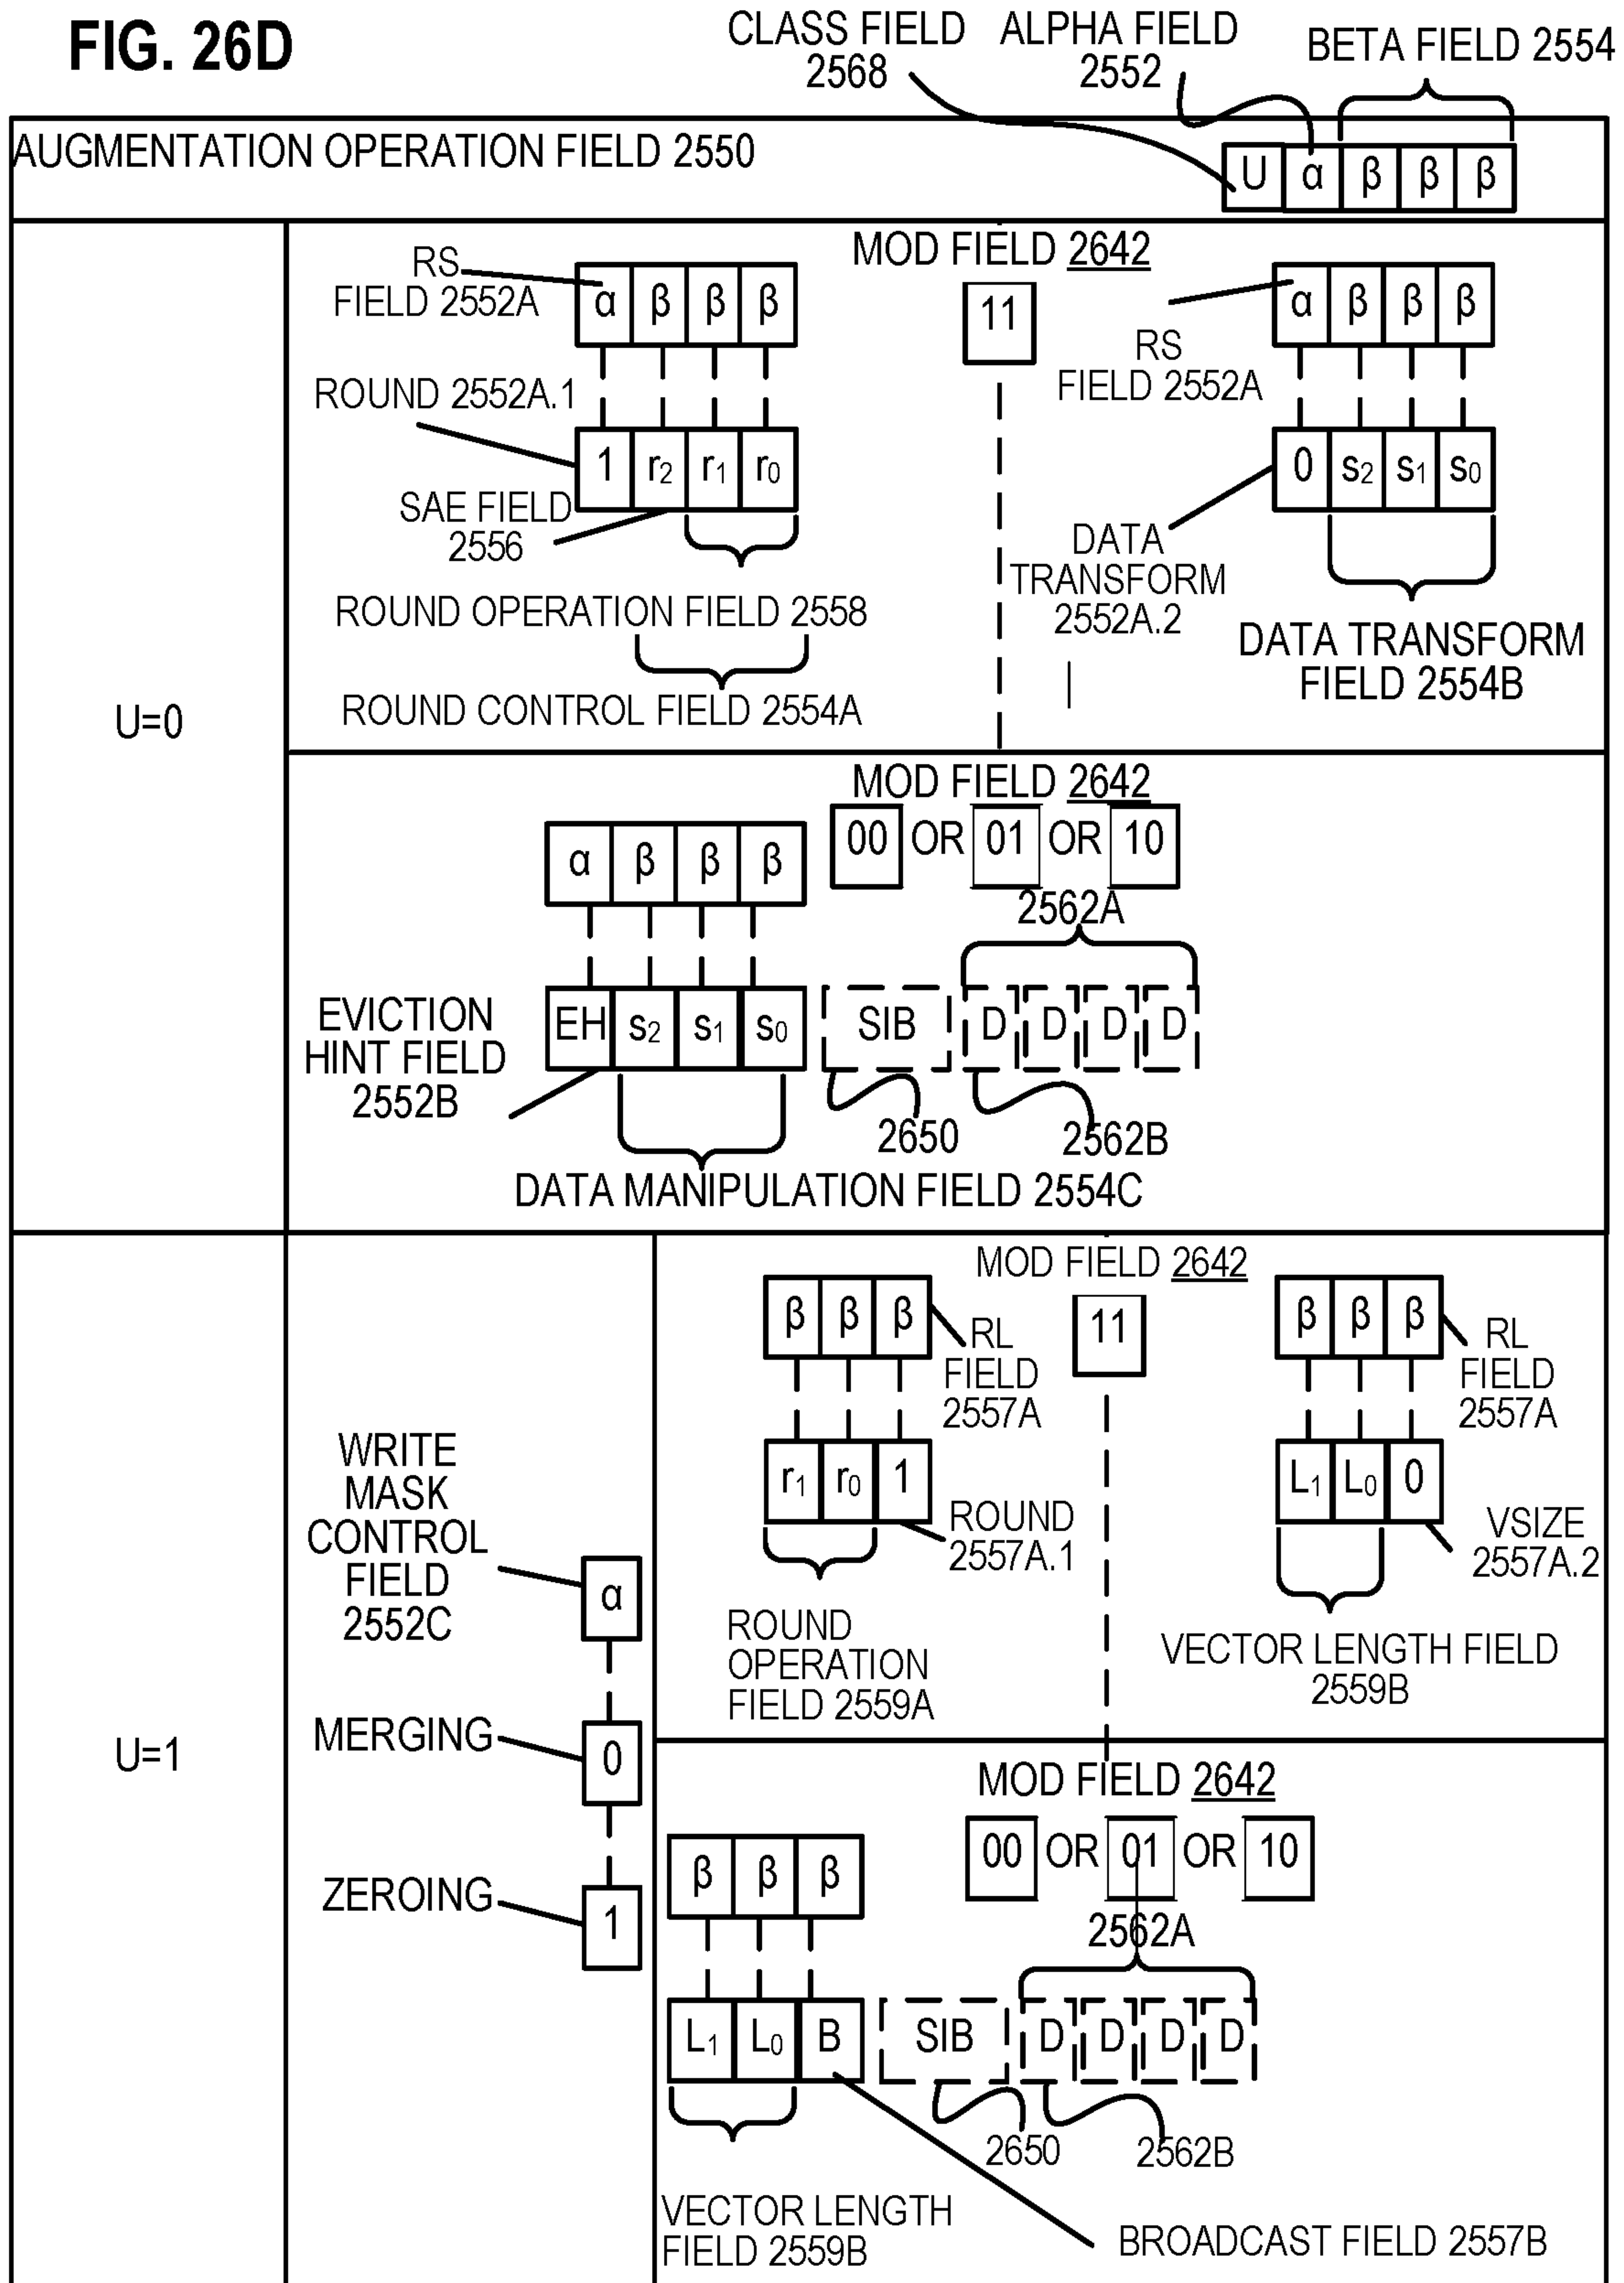 FIG. 26D
CLASS FIELD
2568
ALPHA FIELD
2552
BETA FIELD 2554
AUGMENTATION OPERATION FIELD 2550
U α β β β
U=0
MOD FIELD 2642
11
RS
FIELD 2552A
α β β β
ROUND 2552A.1
1 r2 r1 r0
SAE FIELD
2556
ROUND OPERATION FIELD 2558
ROUND CONTROL FIELD 2554A
α β β β
RS
FIELD 2552A
0 s2 s1 s0
DATA
TRANSFORM
2552A.2
DATA TRANSFORM
FIELD 2554B
MOD FIELD 2642
00 OR 01 OR 10
α β β β
2562A
EVICTION
HINT FIELD
2552B
EH s2 s1 s0 SIB D D D D
2650
2562B
DATA MANIPULATION FIELD 2554C
U=1
WRITE
MASK
CONTROL
FIELD
2552C
α
MERGING
0
ZEROING
1
MOD FIELD 2642
11
β β β
RL
FIELD
2557A
r1 r0 1
ROUND
2557A.1
ROUND
OPERATION
FIELD 2559A
β β β
RL
FIELD
2557A
L1 L0 0
VSIZE
2557A.2
VECTOR LENGTH FIELD
2559B
MOD FIELD 2642
00 OR 01 OR 10
β β β
2562A
L1 L0 B SIB D D D D
2650
2562B
VECTOR LENGTH
FIELD 2559B
BROADCAST FIELD 2557B